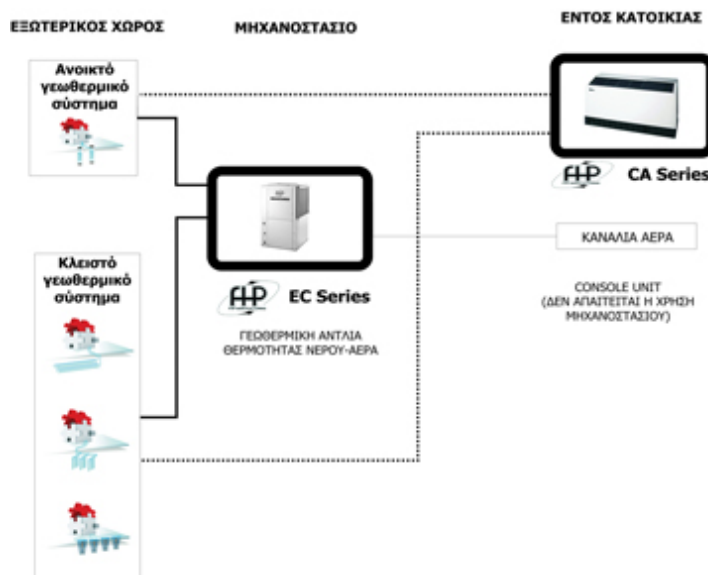 ΕΞΩΤΕΡΙΚΟΣ ΧΩΡΟΣ
ΜΗΧΑΝΟΣΤΑΣΙΟ
ΕΝΤΟΣ ΚΑΤΟΙΚΙΑΣ
Ανοικτό
γεωθερμικό
σύστημα
FHP CA Series
ΚΑΝΑΛΙΑ ΑΕΡΑ
Κλειστό
γεωθερμικό
σύστημα
FHP EC Series
ΓΕΩΘΕΡΜΙΚΗ ΑΝΤΛΙΑ
ΘΕΡΜΟΤΗΤΑΣ ΝΕΡΟΥ-ΑΕΡΑ
CONSOLE UNIT
(ΔΕΝ ΑΠΑΙΤΕΙΤΑΙ Η ΧΡΗΣΗ
ΜΗΧΑΝΟΣΤΑΣΙΟΥ)